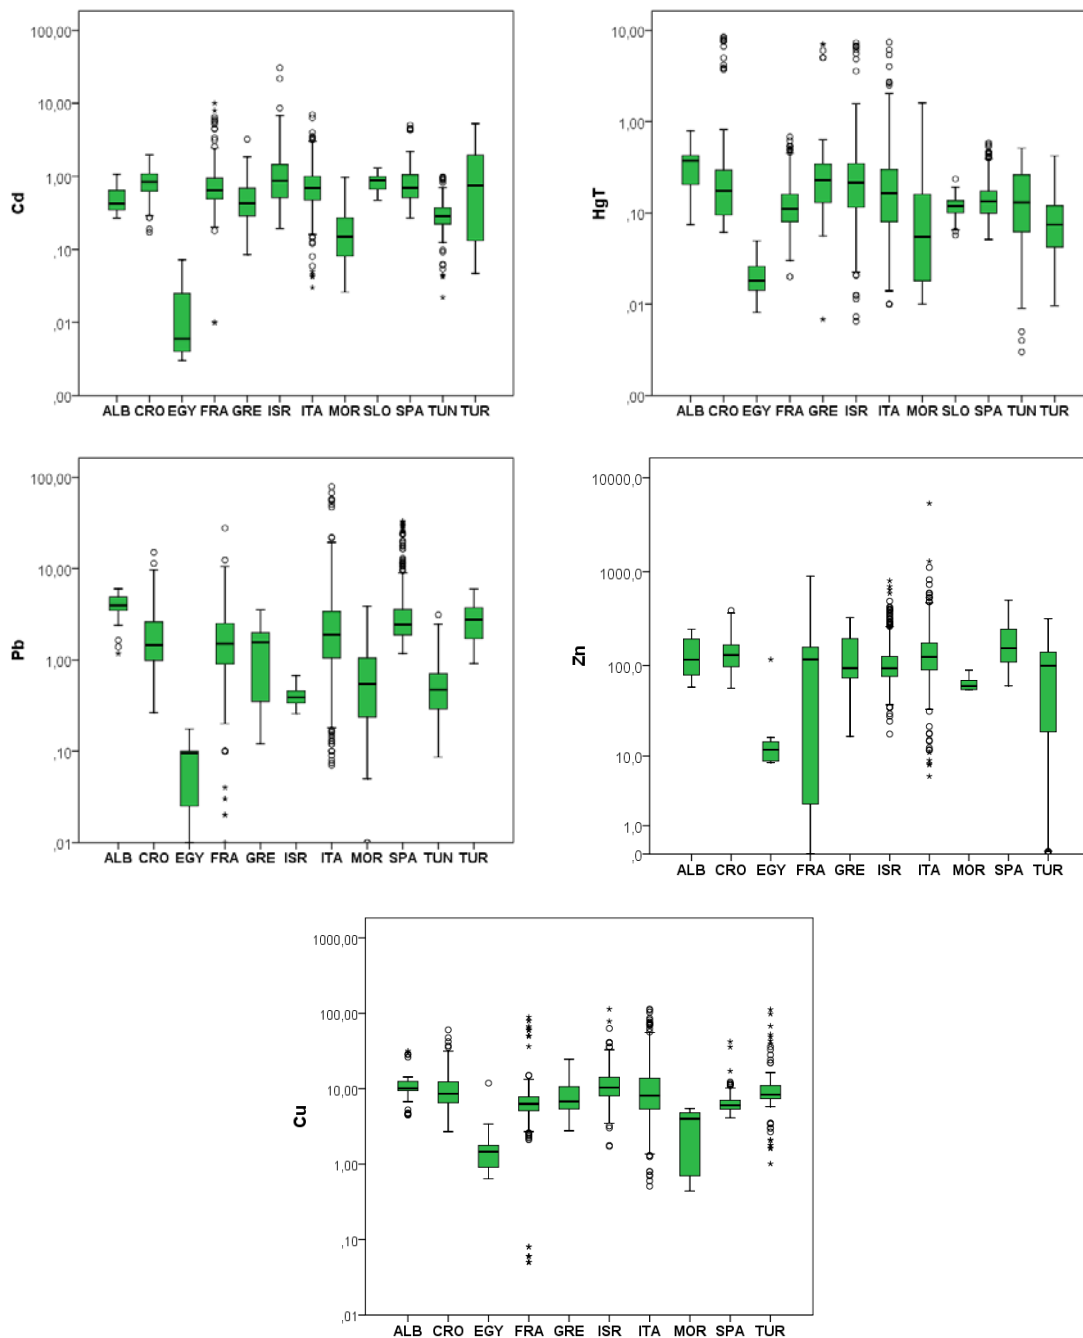 100,00
10,00
1,00
,10
,01
,00
Cd
ALB CRO EGY FRA GRE ISR ITA MOR SLO SPA TUN TUR
10,00
1,00
,10
,01
,00
HgT
ALB CRO EGY FRA GRE ISR ITA MOR SLO SPA TUN TUR
100,00
10,00
1,00
,10
,01
Pb
ALB CRO EGY FRA GRE ISR ITA MOR SPA TUN TUR
10000,0
1000,0
100,0
10,0
1,0
,0
Zn
ALB CRO EGY FRA GRE ISR ITA MOR SPA TUR
1000,00
100,00
10,00
1,00
,10
,01
Cu
ALB CRO EGY FRA GRE ISR ITA MOR SPA TUR